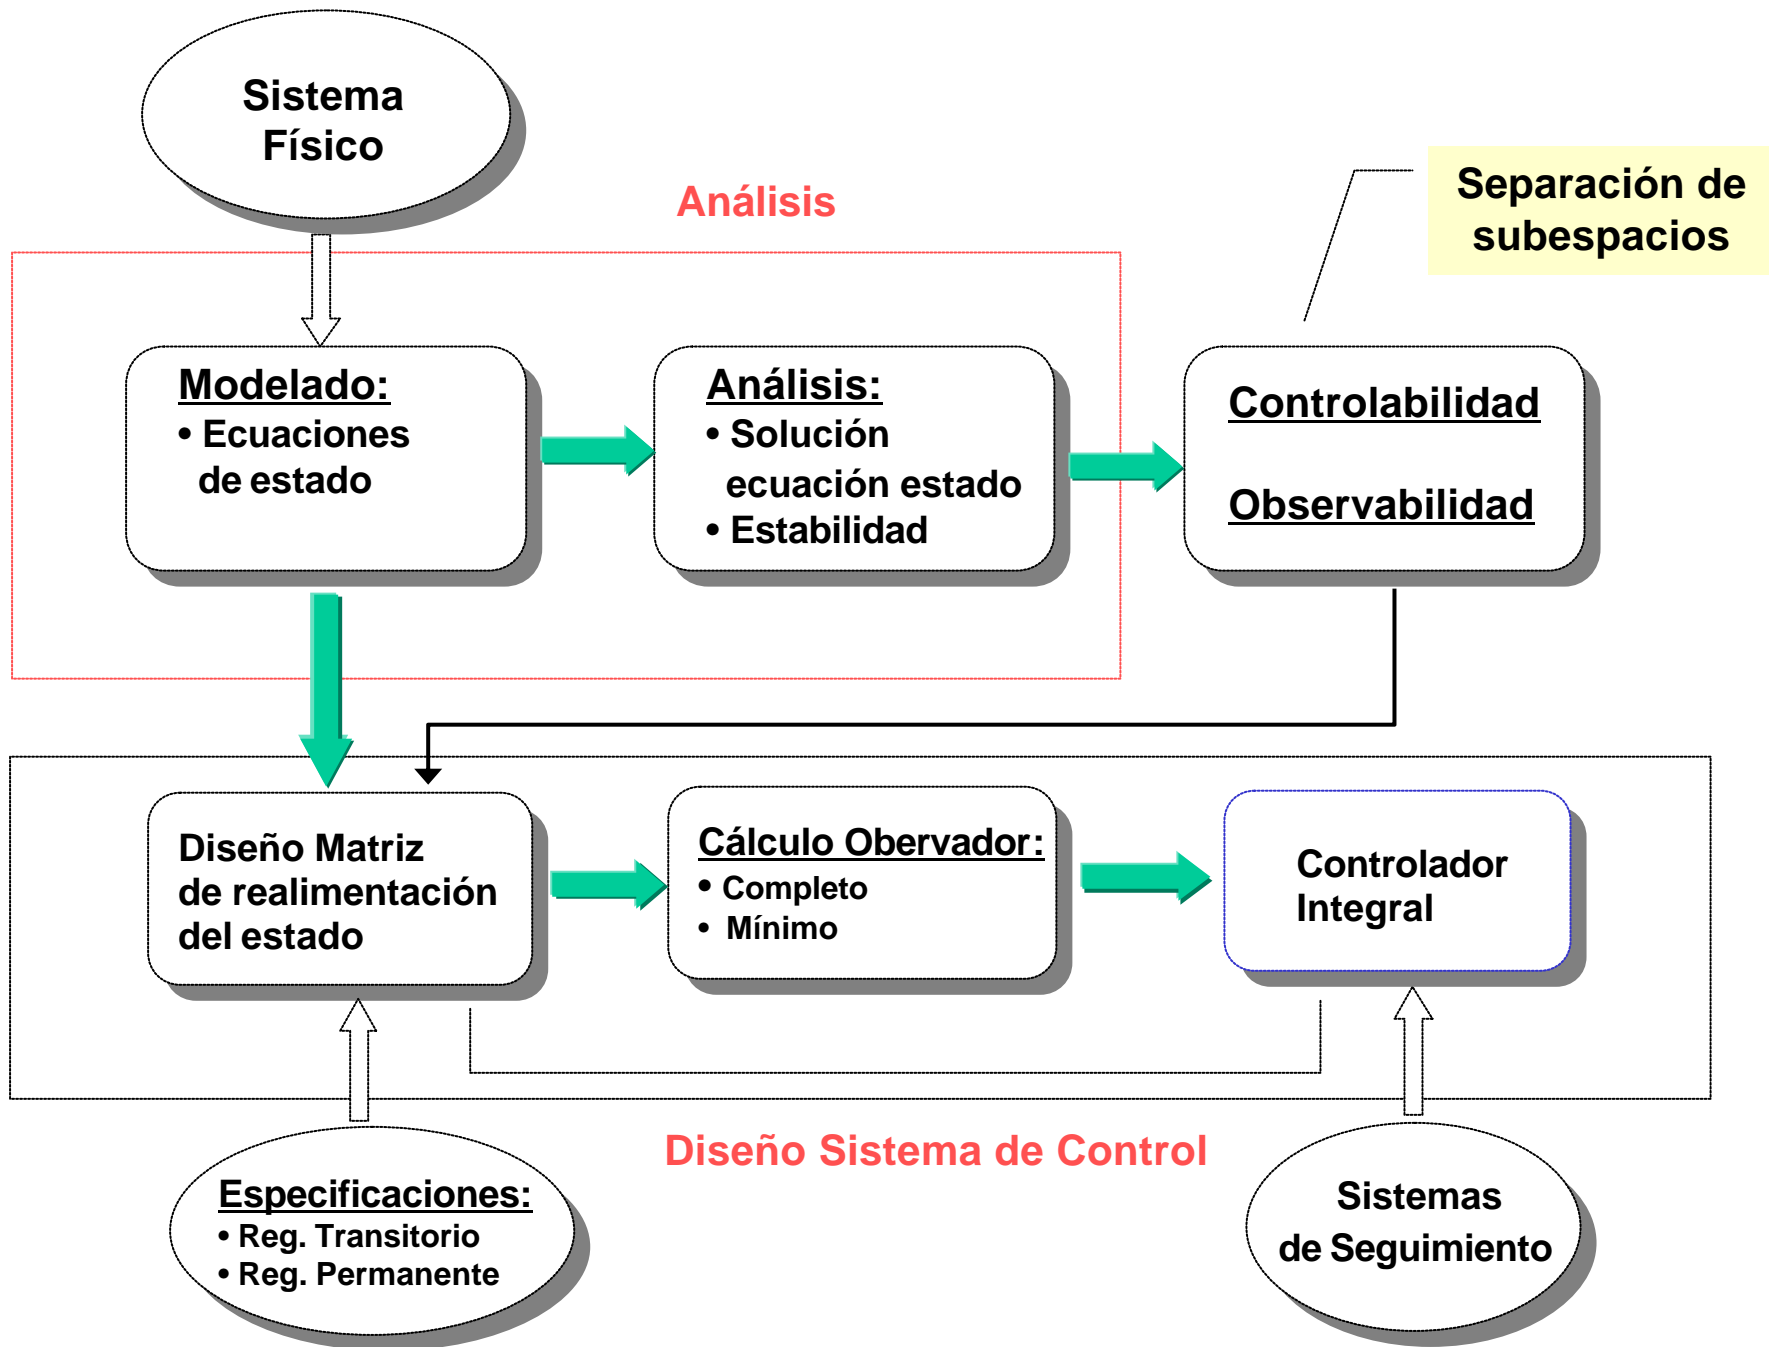 Sistema
Físico
Análisis
Separación de
subespacios
Modelado:
• Ecuaciones
de estado
Análisis:
• Solución
ecuación estado
• Estabilidad
Controlabilidad
Observabilidad
Diseño Matriz
de realimentación
del estado
Cálculo Obervador:
• Completo
• Mínimo
Controlador
Integral
Diseño Sistema de Control
Especificaciones:
• Reg. Transitorio
• Reg. Permanente
Sistemas
de Seguimiento